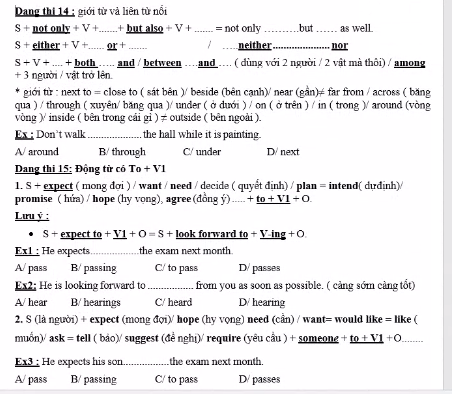 Dạng thi 14 : giới từ và liên từ nối
S + not only + V +.......+ but also + V + ....... = not only ............but ...... as well.
S + either + V +...... or + ....... / .....neither...................... nor
S + V + .... + both ..... and / between .....and .... ( dùng với 2 người / 2 vật mà thôi) / among
+ 3 người / vật trở lên.
* giới từ : next to = close to ( sát bên )/ beside (bên cạnh)/ near (gần)≠ far from / across ( băng
qua ) / through ( xuyên/ băng qua )/ under ( ở dưới ) / on ( ở trên ) / in ( trong )/ around (vòng
vòng )/ inside ( bên trong cái gì ) ≠ outside ( bên ngoài ).
Ex : Don't walk ....................the hall while it is painting.
A/ around B/ through C/ under D/ next
Dạng thi 15: Động từ có To + V1
1. S + expect ( mong đợi ) / want / need / decide ( quyết định) / plan = intend( dựđịnh)/
promise ( hứa) / hope (hy vọng), agree (đồng ý) ..... + to + V1 + O.
Lưu ý :
• S + expect to + V1 + O = S + look forward to + V-ing + O.
Ex1 : He expects..................the exam next month.
A/ pass B/ passing C/ to pass D/ passes
Ex2: He is looking forward to ................ from you as soon as possible. ( càng sớm càng tốt)
A/ hear B/ hearings C/ heard D/ hearing
2. S (là người) + expect (mong đợi)/ hope (hy vọng) need (cần) / want= would like = like (
muốn)/ ask = tell ( bảo)/ suggest (đề nghị)/ require (yêu cầu ) + someone + to + V1 +O........
Ex3 : He expects his son.................the exam next month.
A/ pass B/ passing C/ to pass D/ passes